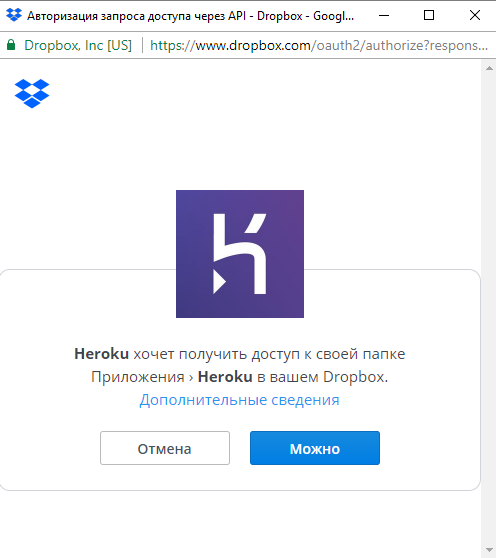 Авторизация запроса доступа через API - Dropbox - Googl...
Dropbox, Inc [US] https://www.dropbox.com/oauth2/authorize?respons...
Heroku хочет получить доступ к своей папке
Приложения › Heroku в вашем Dropbox.
Дополнительные сведения
Отмена Можно